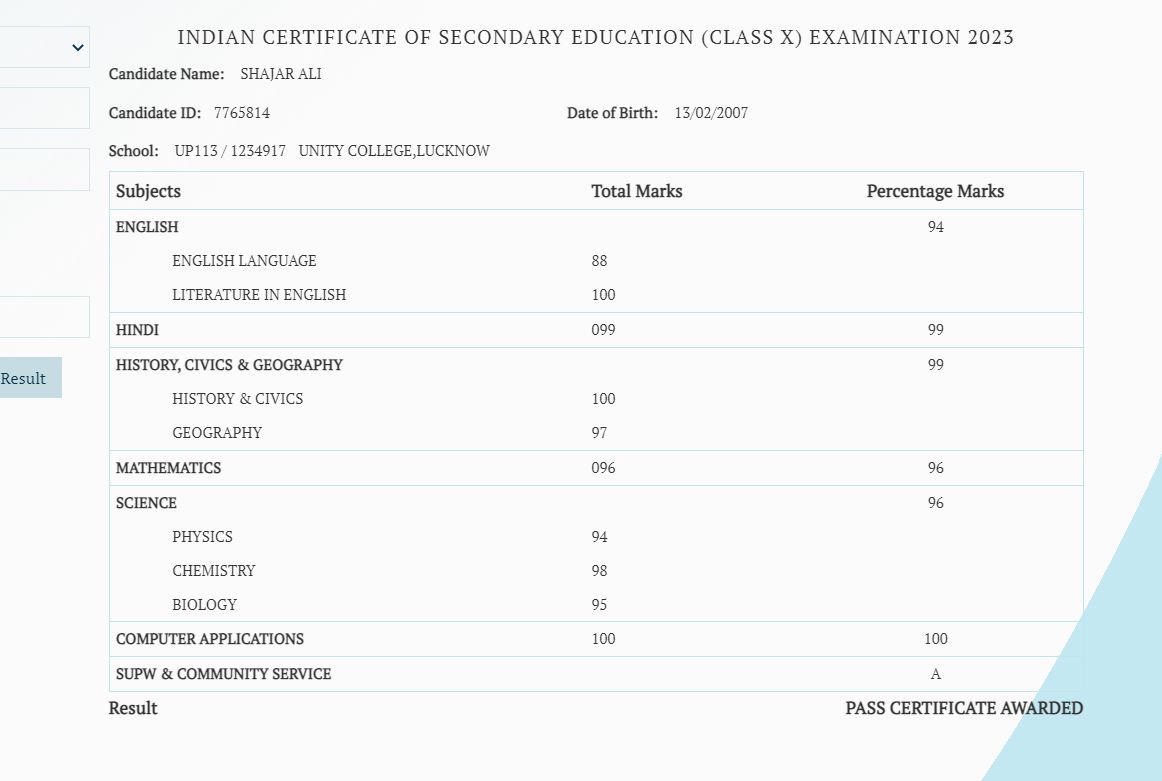 INDIAN CERTIFICATE OF SECONDARY EDUCATION (CLASS X) EXAMINATION 2023
Candidate Name: SHAJAR ALI
Candidate ID: 7765814 Date of Birth: 13/02/2007
School: UP113 / 1234917 UNITY COLLEGE,LUCKNOW
Subjects Total Marks Percentage Marks
ENGLISH 94
ENGLISH LANGUAGE 88
LITERATURE IN ENGLISH 100
HINDI 099 99
HISTORY, CIVICS & GEOGRAPHY 99
Result
HISTORY & CIVICS 100
GEOGRAPHY 97
MATHEMATICS 096 96
SCIENCE 96
PHYSICS 94
CHEMISTRY 98
BIOLOGY 95
COMPUTER APPLICATIONS 100 100
SUPW & COMMUNITY SERVICE A
Result PASS CERTIFICATE AWARDED